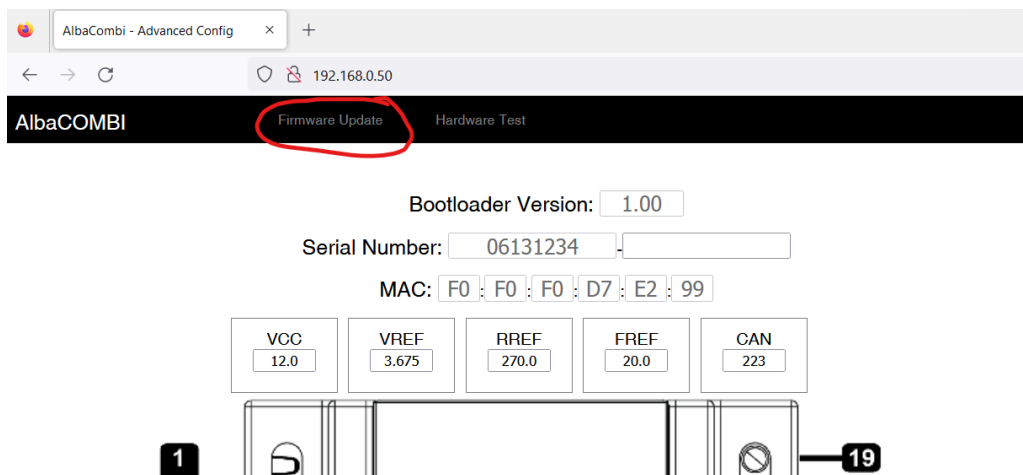 AlbaCombi - Advanced Config
192.168.0.50
AlbaCOMBI Firmware Update Hardware Test
Bootloader Version: 1.00
Serial Number: 06131234 -
MAC: F0 : F0 : F0 : D7 : E2 : 99
VCC VREF RREF FREF CAN
12.0 3.675 270.0 20.0 223
1 19